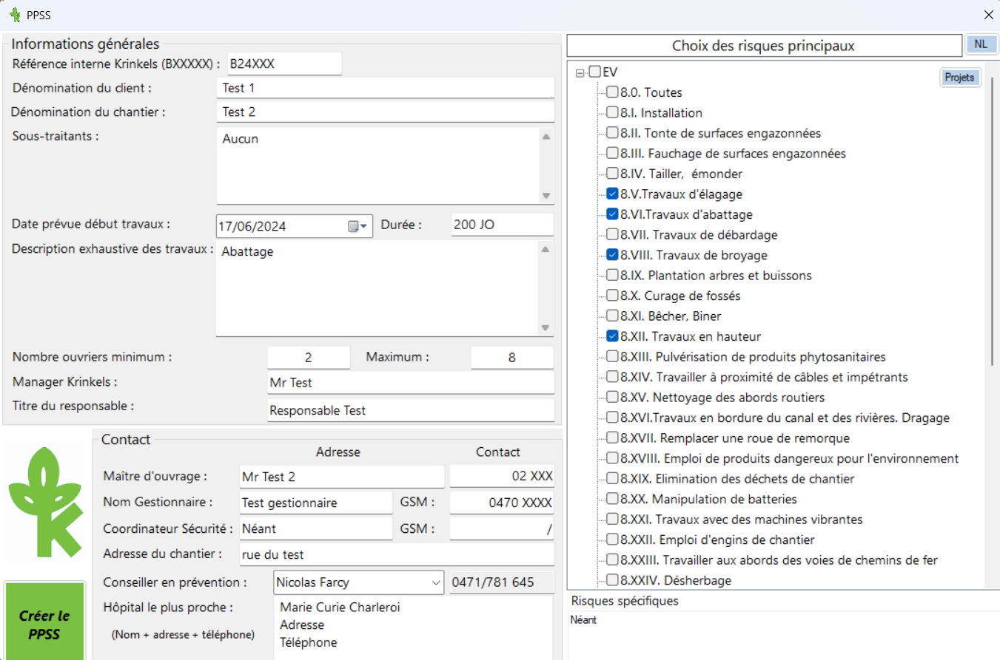 PPSS
Informations générales
Référence interne Krinkels (BXXXXX) : B24XXX
Dénomination du client : Test 1
Dénomination du chantier : Test 2
Sous-traitants : Aucun
Date prévue début travaux : 17/06/2024 Durée : 200 JO
Description exhaustive des travaux : Abattage
Nombre ouvriers minimum : 2 Maximum : 8
Manager Krinkels : Mr Test
Titre du responsable : Responsable Test
Contact
Adresse Contact
Maître d'ouvrage : Mr Test 2 02 XXX
Nom Gestionnaire : Test gestionnaire GSM : 0470 XXXX
Coordinateur Sécurité : Néant GSM : /
Adresse du chantier : rue du test
Conseiller en prévention : Nicolas Farcy 0471/781 645
Hôpital le plus proche : Marie Curie Charleroi
Adresse
(Nom + adresse + téléphone)
Téléphone
Créer le
PPSS
Choix des risques principaux
NL
EV
Projets
8.0. Toutes
8.I. Installation
8.II. Tonte de surfaces engazonnées
8.III. Fauchage de surfaces engazonnées
8.IV. Tailler,  émonder
8.V.Travaux d'élagage
8.VI.Travaux d'abattage
8.VII. Travaux de débardage
8.VIII. Travaux de broyage
8.IX. Plantation arbres et buissons
8.X. Curage de fossés
8.XI. Bêcher, Biner
8.XII. Travaux en hauteur
8.XIII. Pulvérisation de produits phytosanitaires
8.XIV. Travailler à proximité de câbles et impétrants
8.XV. Nettoyage des abords routiers
8.XVI.Travaux en bordure du canal et des rivières. Dragage
8.XVII. Remplacer une roue de remorque
8.XVIII. Emploi de produits dangereux pour l'environnement
8.XIX. Elimination des déchets de chantier
8.XX. Manipulation de batteries
8.XXI. Travaux avec des machines vibrantes
8.XXII. Emploi d'engins de chantier
8.XXIII. Travailler aux abords des voies de chemins de fer
8.XXIV. Désherbage
Risques spécifiques
Néant